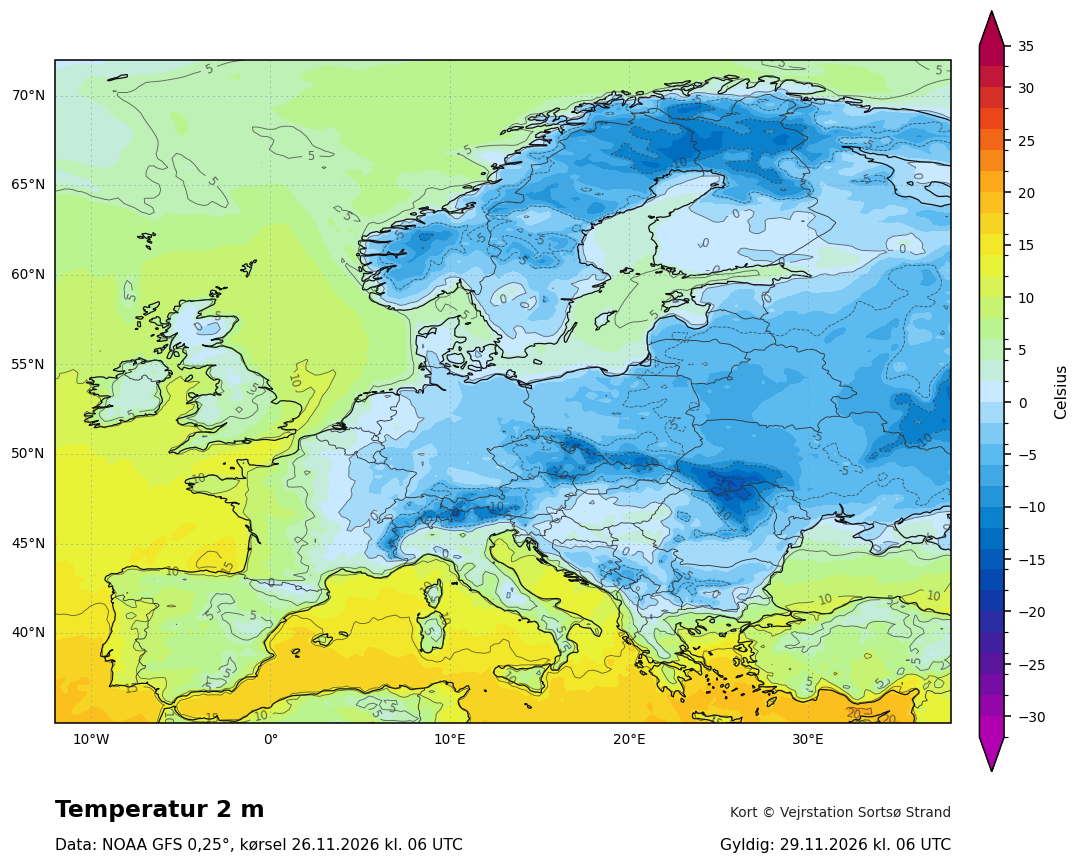 70°N
65°N
60°N
55°N
50°N
45°N
40°N
10°W
0°
10°E
20°E
30°E
35
30
25
20
15
10
5
0
−5
−10
−15
−20
−25
−30
Celsius
Temperatur 2 m
Kort © Vejrstation Sortsø Strand
Data: NOAA GFS 0,25°, kørsel 26.11.2026 kl. 06 UTC
Gyldig: 29.11.2026 kl. 06 UTC